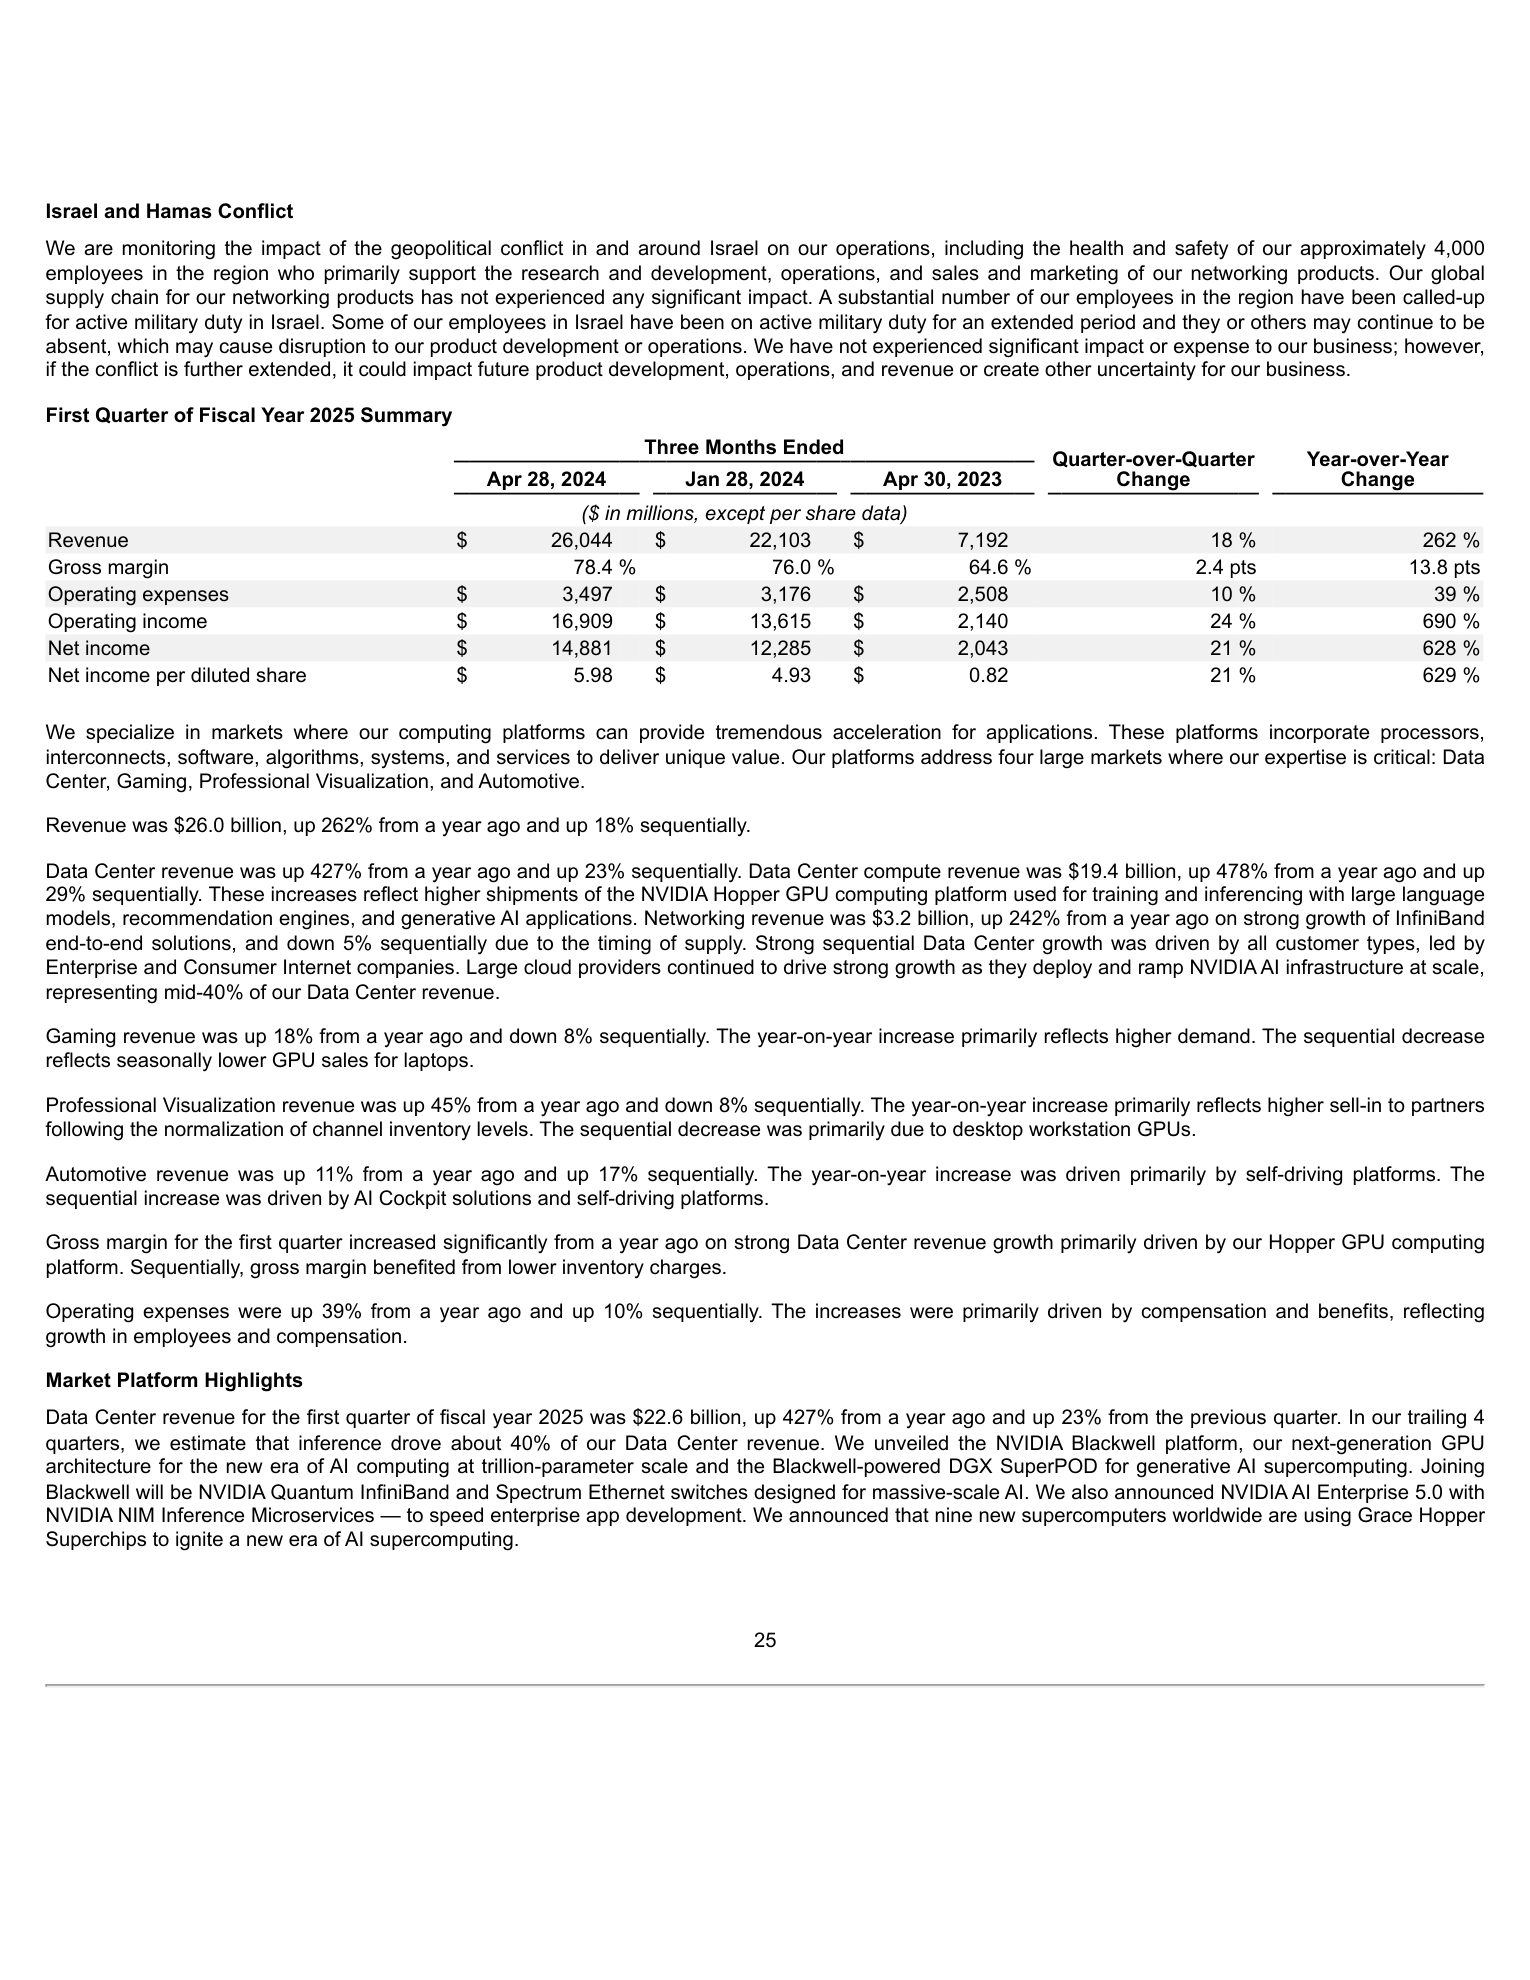 Israel and Hamas Conflict
We are monitoring the impact of the geopolitical conflict in and around Israel on our operations, including the health and safety of our approximately 4,000
employees in the region who primarily support the research and development, operations, and sales and marketing of our networking products. Our global
supply chain for our networking products has not experienced any significant impact. A substantial number of our employees in the region have been called-up
for active military duty in Israel. Some of our employees in Israel have been on active military duty for an extended period and they or others may continue to be
absent, which may cause disruption to our product development or operations. We have not experienced significant impact or expense to our business; however,
if the conflict is further extended, it could impact future product development, operations, and revenue or create other uncertainty for our business.
First Quarter of Fiscal Year 2025 Summary
Three Months Ended
Quarter-over-Quarter Change Year-over-Year Change
Apr 28, 2024 Jan 28, 2024 Apr 30, 2023
($ in millions, except per share data)
Revenue $ 26,044 $ 22,103 $ 7,192 18 % 262 %
Gross margin 78.4 % 76.0 % 64.6 % 2.4 pts 13.8 pts
Operating expenses $ 3,497 $ 3,176 $ 2,508 10 % 39 %
Operating income $ 16,909 $ 13,615 $ 2,140 24 % 690 %
Net income $ 14,881 $ 12,285 $ 2,043 21 % 628 %
Net income per diluted share $ 5.98 $ 4.93 $ 0.82 21 % 629 %
We specialize in markets where our computing platforms can provide tremendous acceleration for applications. These platforms incorporate processors,
interconnects, software, algorithms, systems, and services to deliver unique value. Our platforms address four large markets where our expertise is critical: Data
Center, Gaming, Professional Visualization, and Automotive.
Revenue was $26.0 billion, up 262% from a year ago and up 18% sequentially.
Data Center revenue was up 427% from a year ago and up 23% sequentially. Data Center compute revenue was $19.4 billion, up 478% from a year ago and up
29% sequentially. These increases reflect higher shipments of the NVIDIA Hopper GPU computing platform used for training and inferencing with large language
models, recommendation engines, and generative AI applications. Networking revenue was $3.2 billion, up 242% from a year ago on strong growth of InfiniBand
end-to-end solutions, and down 5% sequentially due to the timing of supply. Strong sequential Data Center growth was driven by all customer types, led by
Enterprise and Consumer Internet companies. Large cloud providers continued to drive strong growth as they deploy and ramp NVIDIA AI infrastructure at scale,
representing mid-40% of our Data Center revenue.
Gaming revenue was up 18% from a year ago and down 8% sequentially. The year-on-year increase primarily reflects higher demand. The sequential decrease
reflects seasonally lower GPU sales for laptops.
Professional Visualization revenue was up 45% from a year ago and down 8% sequentially. The year-on-year increase primarily reflects higher sell-in to partners
following the normalization of channel inventory levels. The sequential decrease was primarily due to desktop workstation GPUs.
Automotive revenue was up 11% from a year ago and up 17% sequentially. The year-on-year increase was driven primarily by self-driving platforms. The
sequential increase was driven by AI Cockpit solutions and self-driving platforms.
Gross margin for the first quarter increased significantly from a year ago on strong Data Center revenue growth primarily driven by our Hopper GPU computing
platform. Sequentially, gross margin benefited from lower inventory charges.
Operating expenses were up 39% from a year ago and up 10% sequentially. The increases were primarily driven by compensation and benefits, reflecting
growth in employees and compensation.
Market Platform Highlights
Data Center revenue for the first quarter of fiscal year 2025 was $22.6 billion, up 427% from a year ago and up 23% from the previous quarter. In our trailing 4
quarters, we estimate that inference drove about 40% of our Data Center revenue. We unveiled the NVIDIA Blackwell platform, our next-generation GPU
architecture for the new era of AI computing at trillion-parameter scale and the Blackwell-powered DGX SuperPOD for generative AI supercomputing. Joining
Blackwell will be NVIDIA Quantum InfiniBand and Spectrum Ethernet switches designed for massive-scale AI. We also announced NVIDIA AI Enterprise 5.0 with
NVIDIA NIM Inference Microservices — to speed enterprise app development. We announced that nine new supercomputers worldwide are using Grace Hopper
Superchips to ignite a new era of AI supercomputing.
25